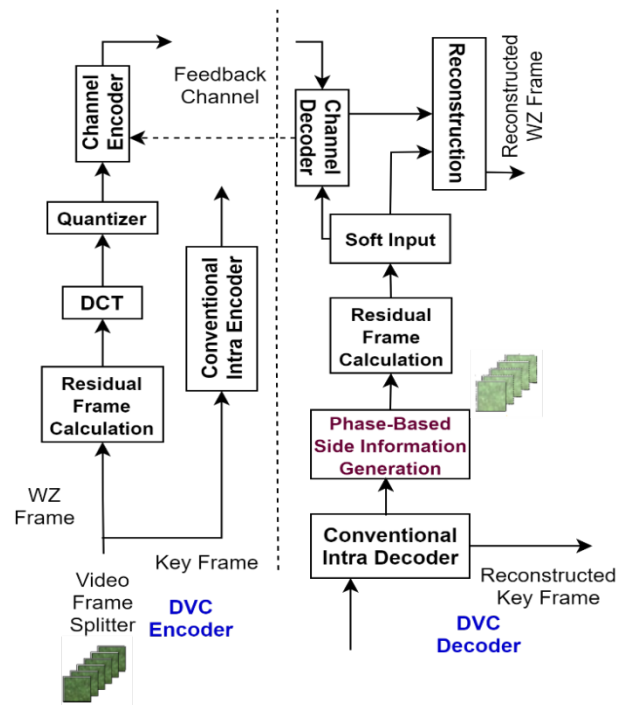 Feedback
Channel
Channel
Encoder
Channel
Decoder
Reconstruction
Reconstructed
WZ Frame
Quantizer
Soft Input
DCT
Conventional
Intra Encoder
Residual
Frame
Calculation
Residual
Frame
Calculation
Phase-Based
Side Information
Generation
WZ
Frame
Key Frame
Conventional
Intra Decoder
Video
Frame
Splitter
DVC
Encoder
Reconstructed
Key Frame
DVC
Decoder